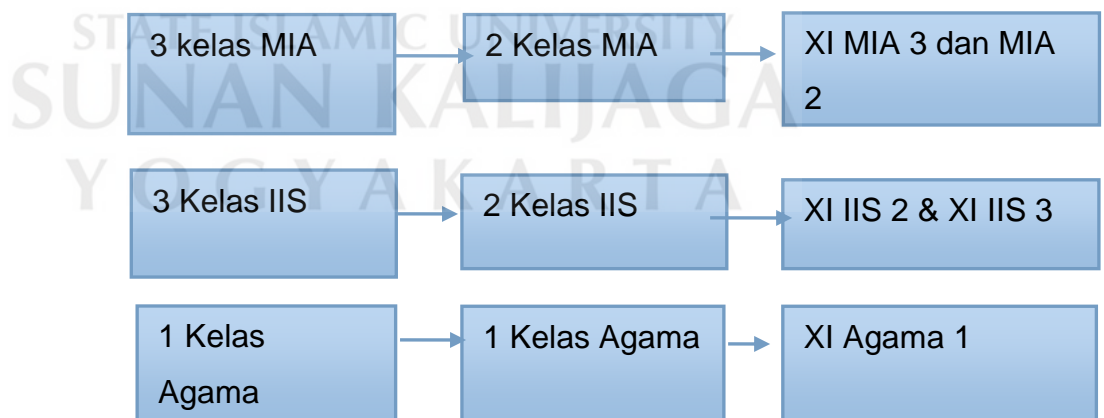 STATE ISLAMIC UNIVERSITY
SUNAN KALIJAGA
YOGYAKARTA
3 kelas MIA
2 Kelas MIA
XI MIA 3 dan MIA
2
3 Kelas IIS
2 Kelas IIS
XI IIS 2 & XI IIS 3
1 Kelas
Agama
1 Kelas Agama
XI Agama 1